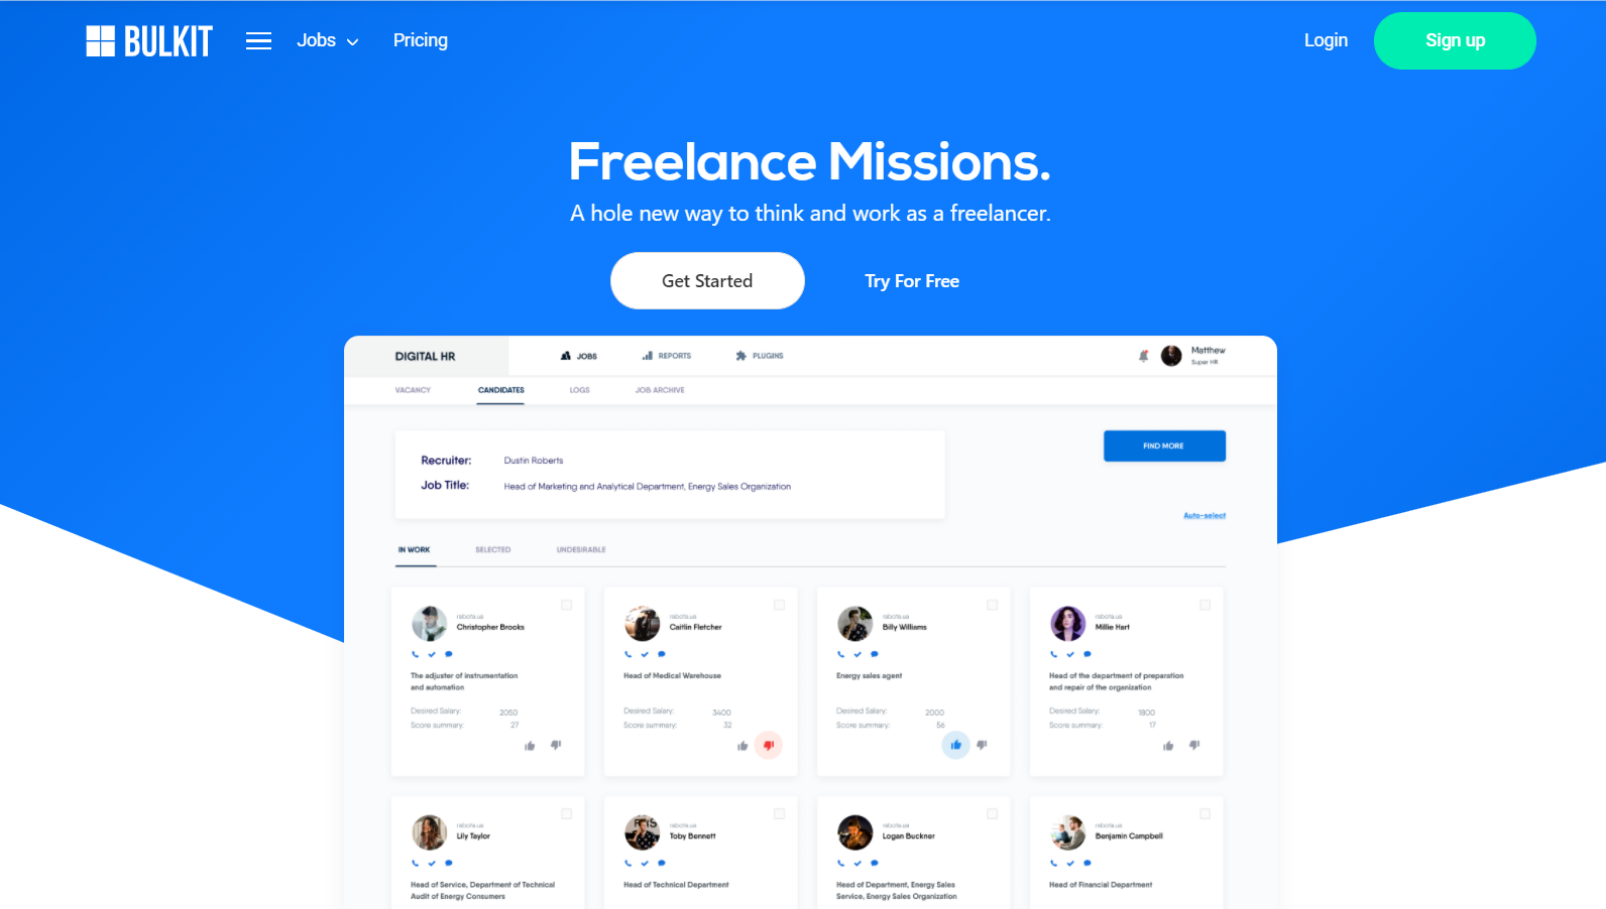 BULKIT
Jobs
Pricing
Login
Sign up
Freelance Missions.
A hole new way to think and work as a freelancer.
Get Started
Try For Free
DIGITAL HR
JOBS
REPORTS
PLUGINS
Matthew
Super HR
VACANCY
CANDIDATES
LOGS
JOB ARCHIVE
Recruiter:
Dustin Roberts
Job Title:
Head of Marketing and Analytical Department, Energy Sales Organization
FIND MORE
Auto-select
IN WORK
SELECTED
UNDESIRABLE
rabota.ua
Christopher Brooks
The adjuster of instrumentation
and automation
Desired Salary: 2050
Score summary: 27
rabota.ua
Caitlin Fletcher
Head of Medical Warehouse
Desired Salary: 3400
Score summary: 32
rabota.ua
Billy Williams
Energy sales agent
Desired Salary: 2000
Score summary: 56
rabota.ua
Millie Hart
Head of the department of preparation
and repair of the organization
Desired Salary: 1800
Score summary: 17
rabota.ua
Lily Taylor
Head of Service, Department of Technical
Audit of Energy Consumers
rabota.ua
Toby Bennett
Head of Technical Department
rabota.ua
Logan Buckner
Head of Department, Energy Sales
Service, Energy Sales Organization
rabota.ua
Benjamin Campbell
Head of Financial Department